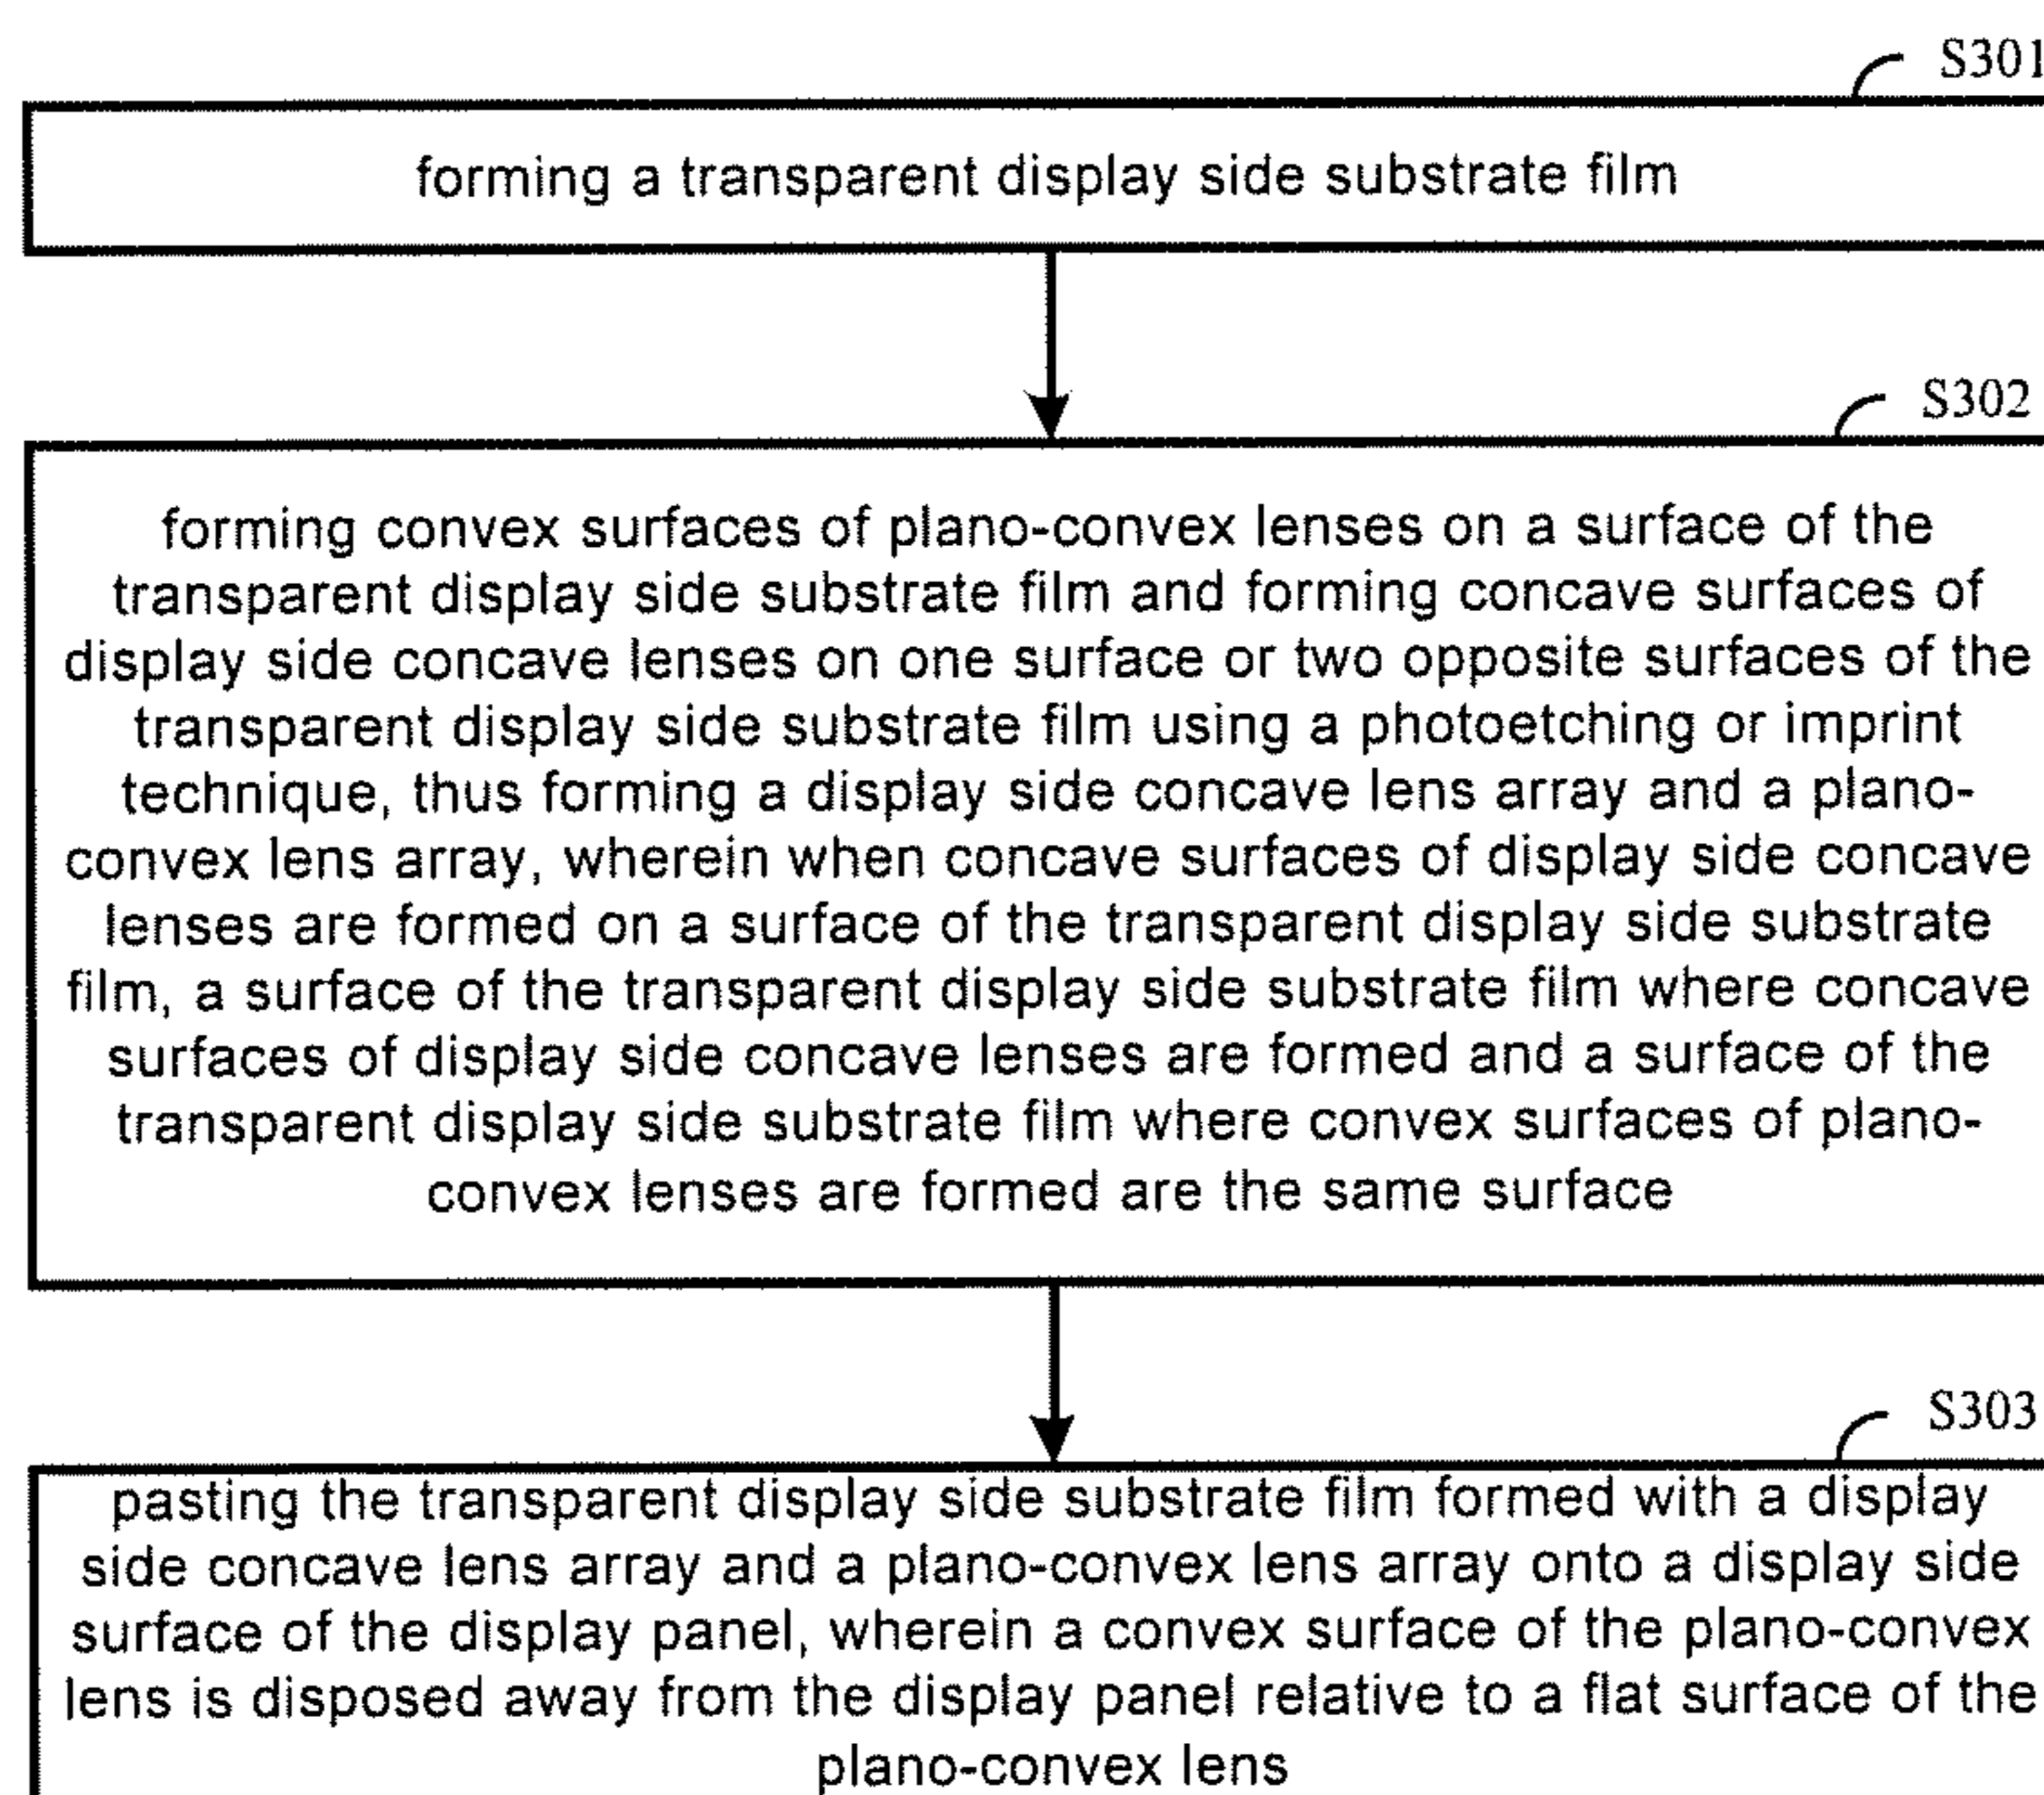 S301
forming a transparent display side substrate film
S302
forming convex surfaces of plano-convex lenses on a surface of the
transparent display side substrate film and forming concave surfaces of
display side concave lenses on one surface or two opposite surfaces of the
transparent display side substrate film using a photoetching or imprint
technique, thus forming a display side concave lens array and a plano-
convex lens array, wherein when concave surfaces of display side concave
lenses are formed on a surface of the transparent display side substrate
film, a surface of the transparent display side substrate film where concave
surfaces of display side concave lenses are formed and a surface of the
transparent display side substrate film where convex surfaces of plano-
convex lenses are formed are the same surface
S303
pasting the transparent display side substrate film formed with a display
side concave lens array and a plano-convex lens array onto a display side
surface of the display panel, wherein a convex surface of the plano-convex
lens is disposed away from the display panel relative to a flat surface of the
plano-convex lens